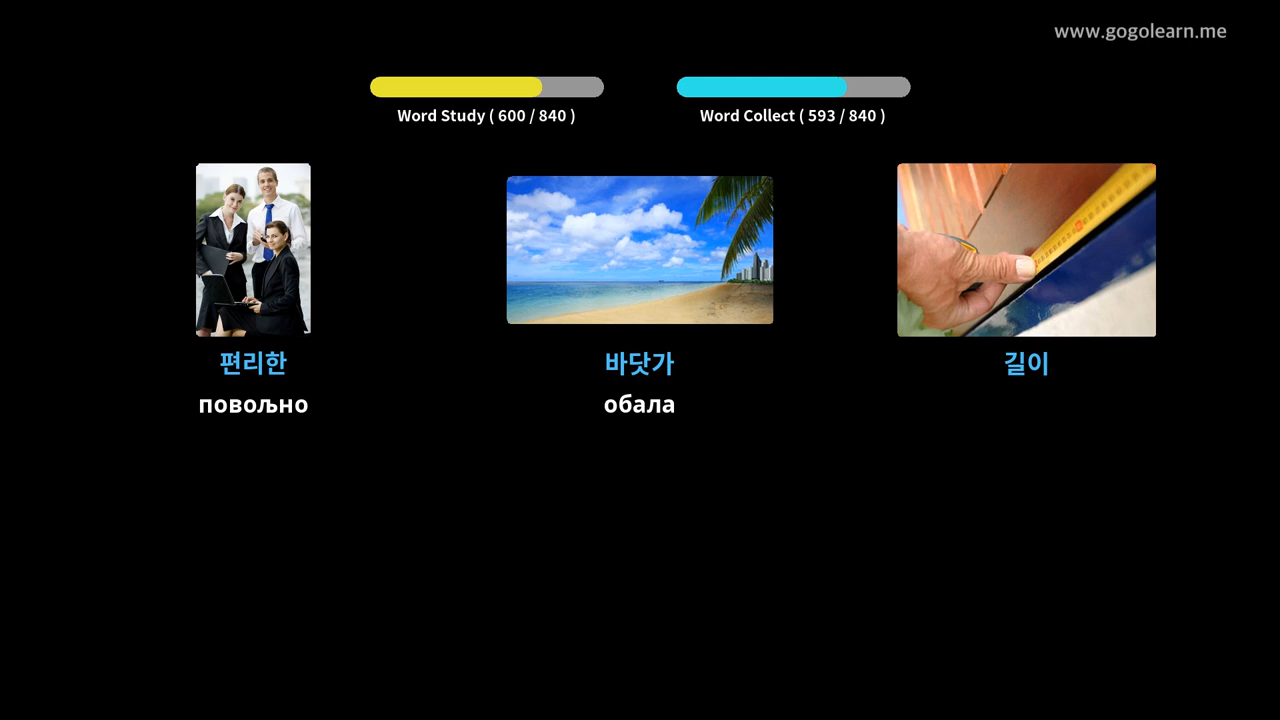 www.gogolearn.me
Word Study ( 600 / 840 )
Word Collect ( 593 / 840 )
편리한
바닷가
길이
повољно
обала